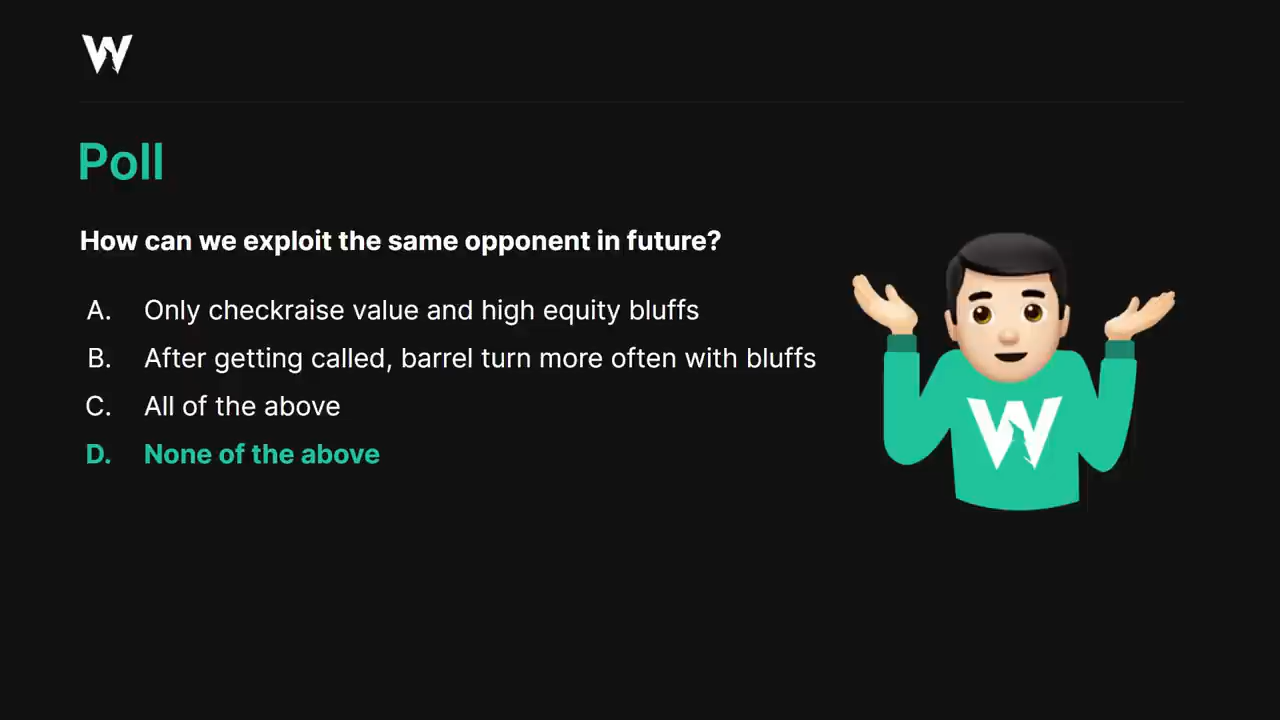 W
Poll
How can we exploit the same opponent in future?
A. Only checkraise value and high equity bluffs
B. After getting called, barrel turn more often with bluffs
C. All of the above
D. None of the above
W